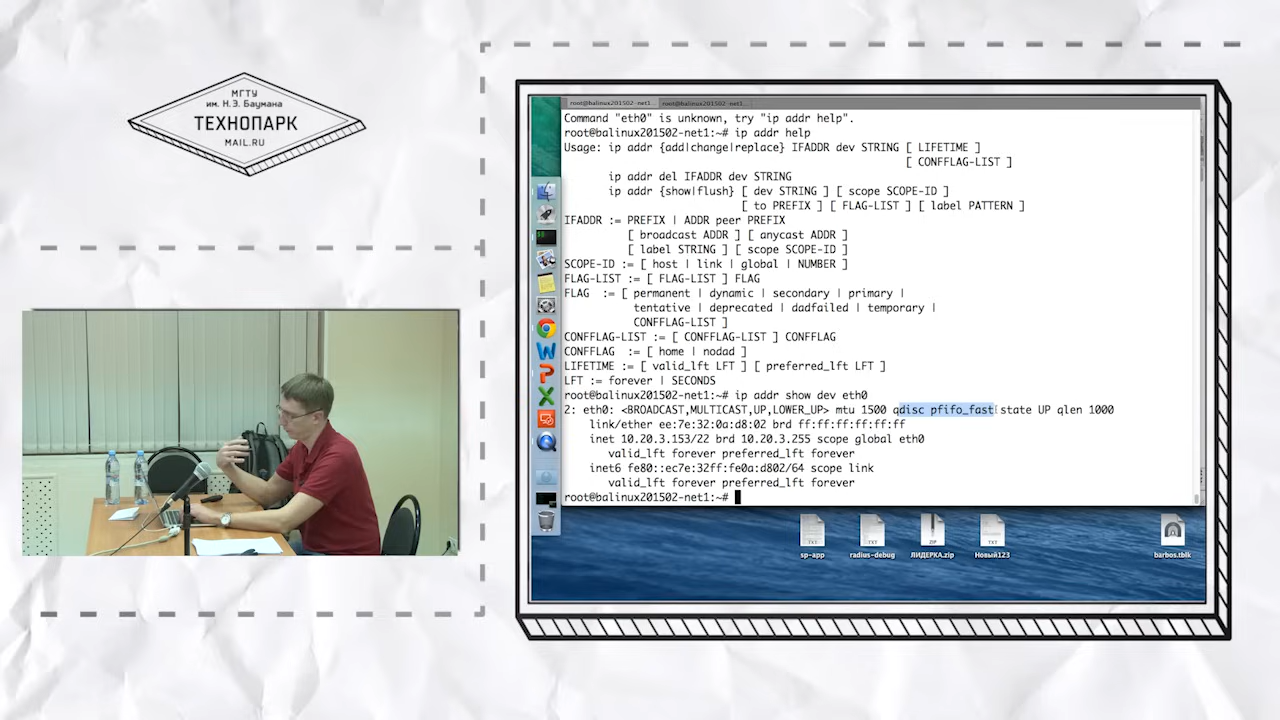 МГТУ
им. Н.Э. Баумана
ТЕХНОПАРК
MAIL.RU
root@balinux201502-net1:... root@balinux201502-net1...
Command "eth0" is unknown, try "ip addr help".
root@balinux201502-net1:~# ip addr help
Usage: ip addr {add|change|replace} IFADDR dev STRING [ LIFETIME ]
[ CONFFLAG-LIST ]
ip addr del IFADDR dev STRING
ip addr {show|flush} [ dev STRING ] [ scope SCOPE-ID ]
[ to PREFIX ] [ FLAG-LIST ] [ label PATTERN ]
IFADDR := PREFIX | ADDR peer PREFIX
[ broadcast ADDR ] [ anycast ADDR ]
[ label STRING ] [ scope SCOPE-ID ]
SCOPE-ID := [ host | link | global | NUMBER ]
FLAG-LIST := [ FLAG-LIST ] FLAG
FLAG := [ permanent | dynamic | secondary | primary |
tentative | deprecated | dadfailed | temporary |
CONFFLAG-LIST ]
CONFFLAG-LIST := [ CONFFLAG-LIST ] CONFFLAG
CONFFLAG := [ home | nodad ]
LIFETIME := [ valid_lft LFT ] [ preferred_lft LFT ]
LFT := forever | SECONDS
root@balinux201502-net1:~# ip addr show dev eth0
2: eth0: <BROADCAST,MULTICAST,UP,LOWER_UP> mtu 1500 qdisc pfifo_fast state UP qlen 1000
link/ether ee:7e:32:0a:d8:02 brd ff:ff:ff:ff:ff:ff
inet 10.20.3.153/22 brd 10.20.3.255 scope global eth0
valid_lft forever preferred_lft forever
inet6 fe80::ec7e:32ff:fe0a:d802/64 scope link
valid_lft forever preferred_lft forever
root@balinux201502-net1:~#
sp-app radius-debug ЛИДЕРКА.zip Новый123 barbos.tblk